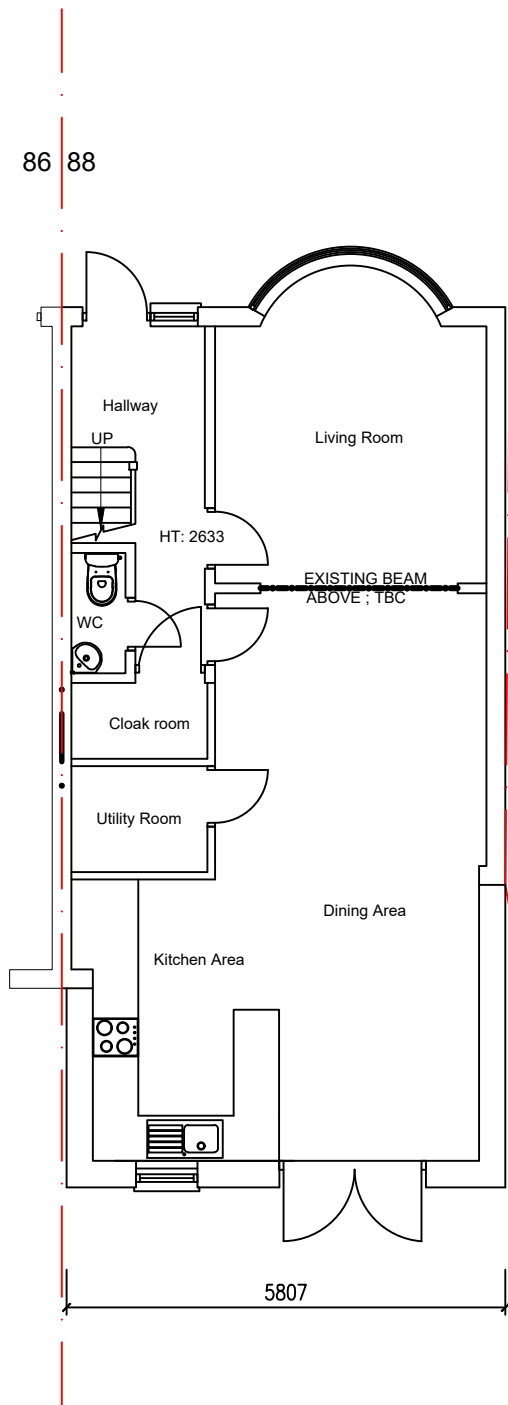 86 88
Hallway
UP
Living Room
HT: 2633
EXISTING BEAM
ABOVE ; TBC
WC
Cloak room
Utility Room
Dining Area
Kitchen Area
5807